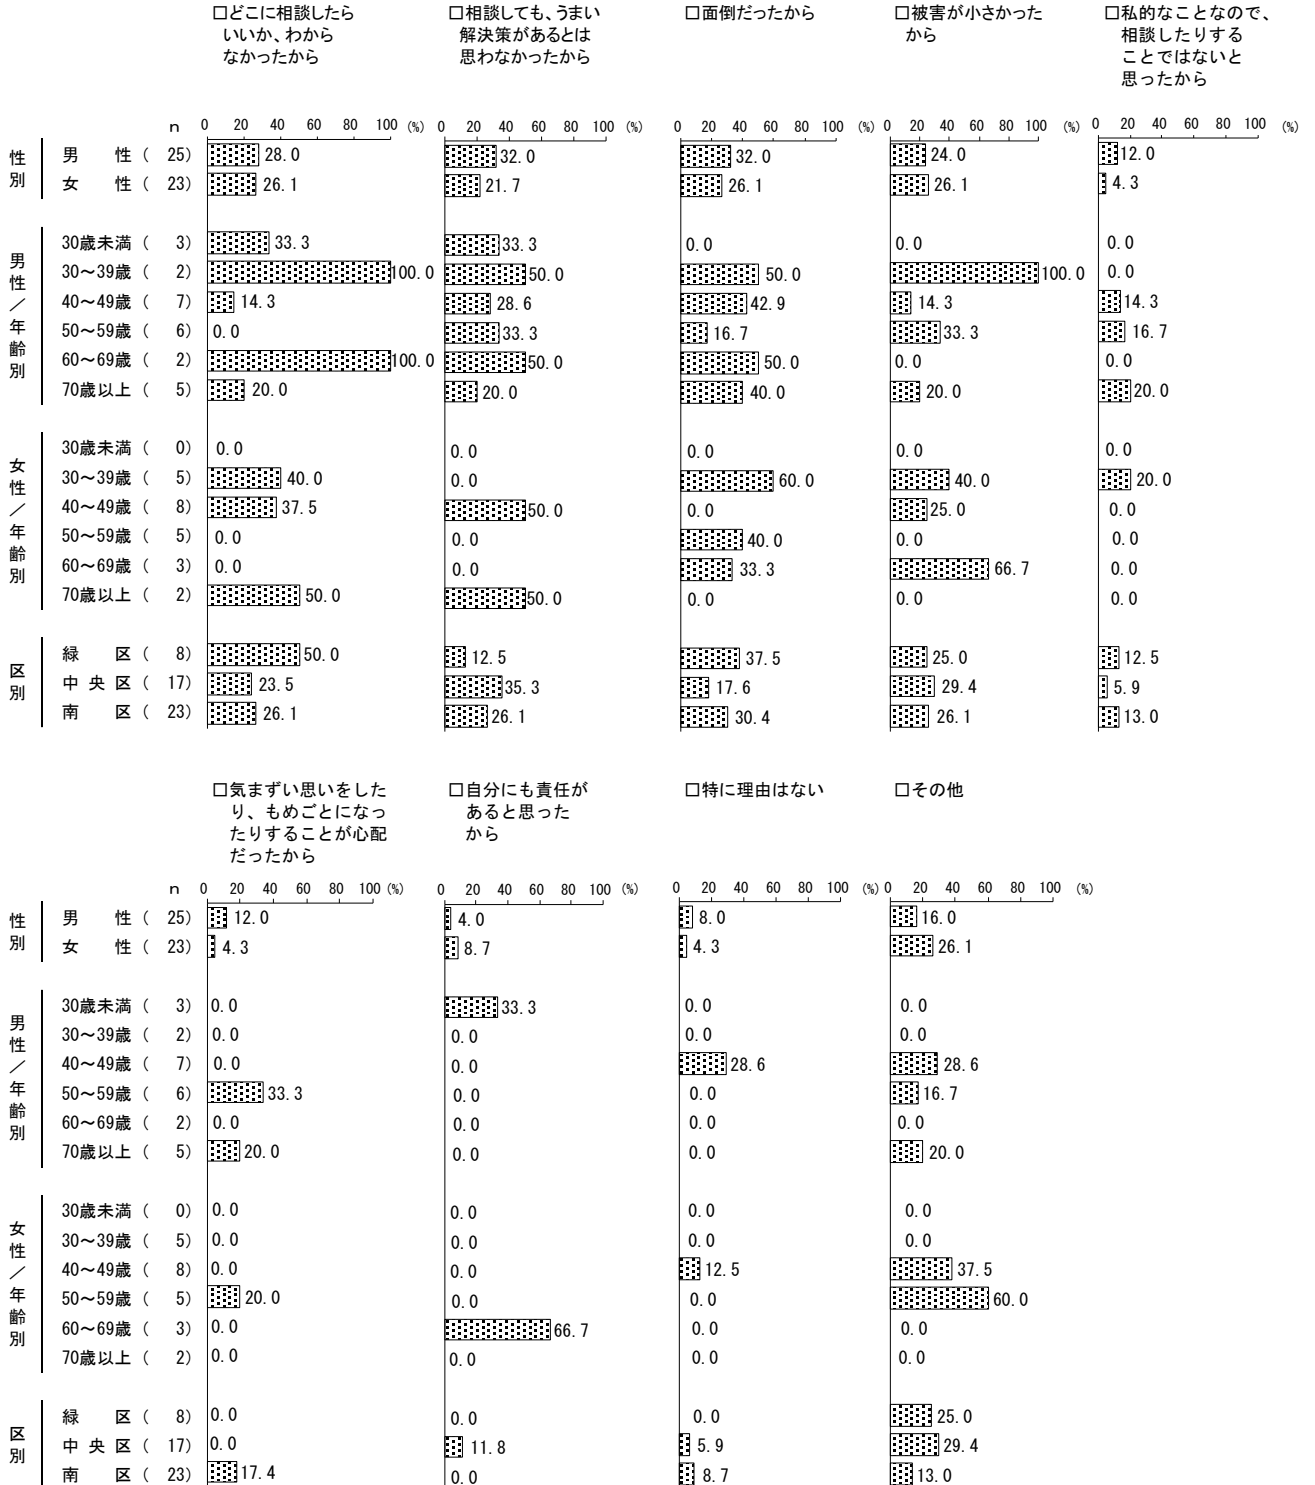 □どこに相談したら
いいか、わから
なかったから
□相談しても、うまい
解決策があるとは
思わなかったから
□面倒だったから
□被害が小さかった
から
□私的なことなので、
相談したりする
ことではないと
思ったから
n 0 20 40 60 80 100 (%) 0 20 40 60 80 100 (%) 0 20 40 60 80 100 (%) 0 20 40 60 80 100 (%) 0 20 40 60 80 100 (%)
性別
男 性 ( 25) 28.0 32.0 32.0 24.0 12.0
女 性 ( 23) 26.1 21.7 26.1 26.1 4.3
男性/年齢別
30歳未満 ( 3) 33.3 33.3 0.0 0.0 0.0
30~39歳 ( 2) 100.0 50.0 50.0 100.0 0.0
40~49歳 ( 7) 14.3 28.6 42.9 14.3 14.3
50~59歳 ( 6) 0.0 33.3 16.7 33.3 16.7
60~69歳 ( 2) 100.0 50.0 50.0 0.0 0.0
70歳以上 ( 5) 20.0 20.0 40.0 20.0 20.0
女性/年齢別
30歳未満 ( 0) 0.0 0.0 0.0 0.0 0.0
30~39歳 ( 5) 40.0 0.0 60.0 40.0 20.0
40~49歳 ( 8) 37.5 50.0 0.0 25.0 0.0
50~59歳 ( 5) 0.0 0.0 40.0 0.0 0.0
60~69歳 ( 3) 0.0 0.0 33.3 66.7 0.0
70歳以上 ( 2) 50.0 50.0 0.0 0.0 0.0
区別
緑 区 ( 8) 50.0 12.5 37.5 25.0 12.5
中 央 区 ( 17) 23.5 35.3 17.6 29.4 5.9
南 区 ( 23) 26.1 26.1 30.4 26.1 13.0
□気まずい思いをした
り、もめごとになっ
たりすることが心配
だったから
□自分にも責任が
あると思った
から
□特に理由はない
□その他
n 0 20 40 60 80 100 (%) 0 20 40 60 80 100 (%) 0 20 40 60 80 100 (%) 0 20 40 60 80 100 (%)
性別
男 性 ( 25) 12.0 4.0 8.0 16.0
女 性 ( 23) 4.3 8.7 4.3 26.1
男性/年齢別
30歳未満 ( 3) 0.0 33.3 0.0 0.0
30~39歳 ( 2) 0.0 0.0 0.0 0.0
40~49歳 ( 7) 0.0 0.0 28.6 28.6
50~59歳 ( 6) 33.3 0.0 0.0 16.7
60~69歳 ( 2) 0.0 0.0 0.0 0.0
70歳以上 ( 5) 20.0 0.0 0.0 20.0
女性/年齢別
30歳未満 ( 0) 0.0 0.0 0.0 0.0
30~39歳 ( 5) 0.0 0.0 0.0 0.0
40~49歳 ( 8) 0.0 0.0 12.5 37.5
50~59歳 ( 5) 20.0 0.0 0.0 60.0
60~69歳 ( 3) 0.0 66.7 0.0 0.0
70歳以上 ( 2) 0.0 0.0 0.0 0.0
区別
緑 区 ( 8) 0.0 0.0 0.0 25.0
中 央 区 ( 17) 0.0 11.8 5.9 29.4
南 区 ( 23) 17.4 0.0 8.7 13.0